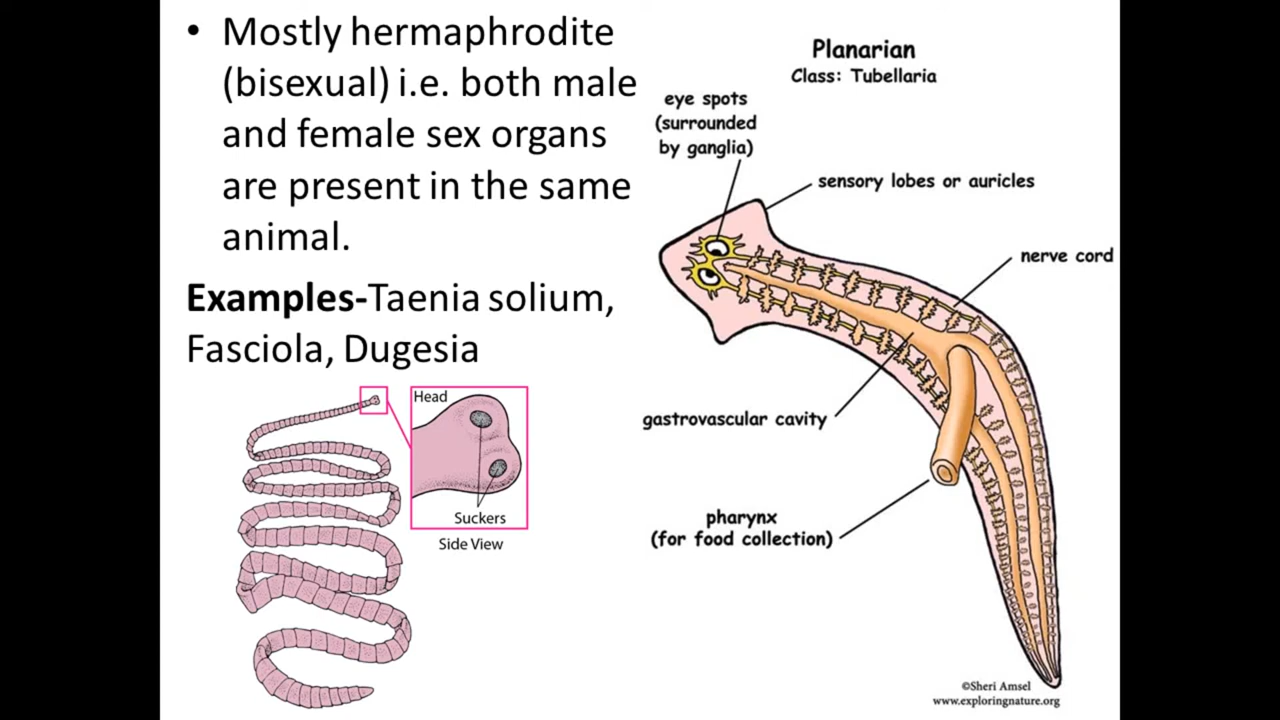 • Mostly hermaphrodite
(bisexual) i.e. both male
and female sex organs
are present in the same
animal.
Examples-Taenia solium,
Fasciola, Dugesia
Head
Suckers
Side View
Planarian
Class: Tubellaria
eye spots
(surrounded
by ganglia)
sensory lobes or auricles
nerve cord
gastrovascular cavity
pharynx
(for food collection)
©Sheri Amsel
www.exploringnature.org